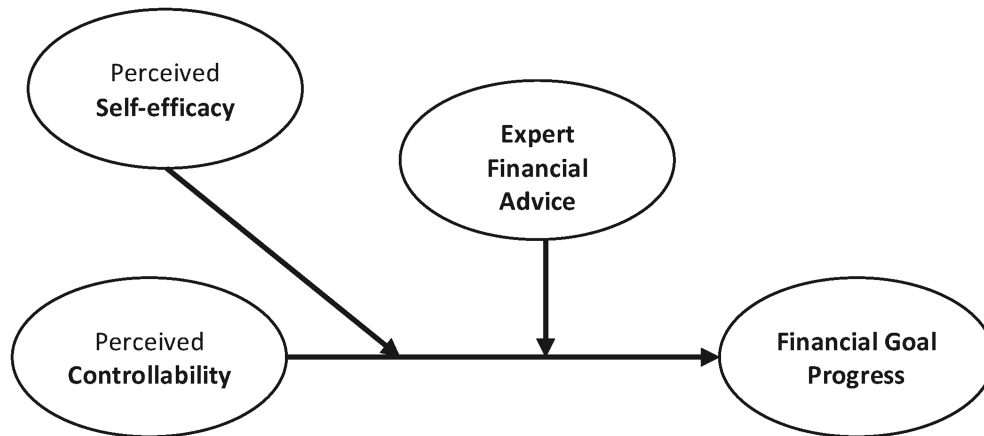 Perceived
Self-efficacy
Expert
Financial
Advice
Perceived
Controllability
Financial Goal
Progress